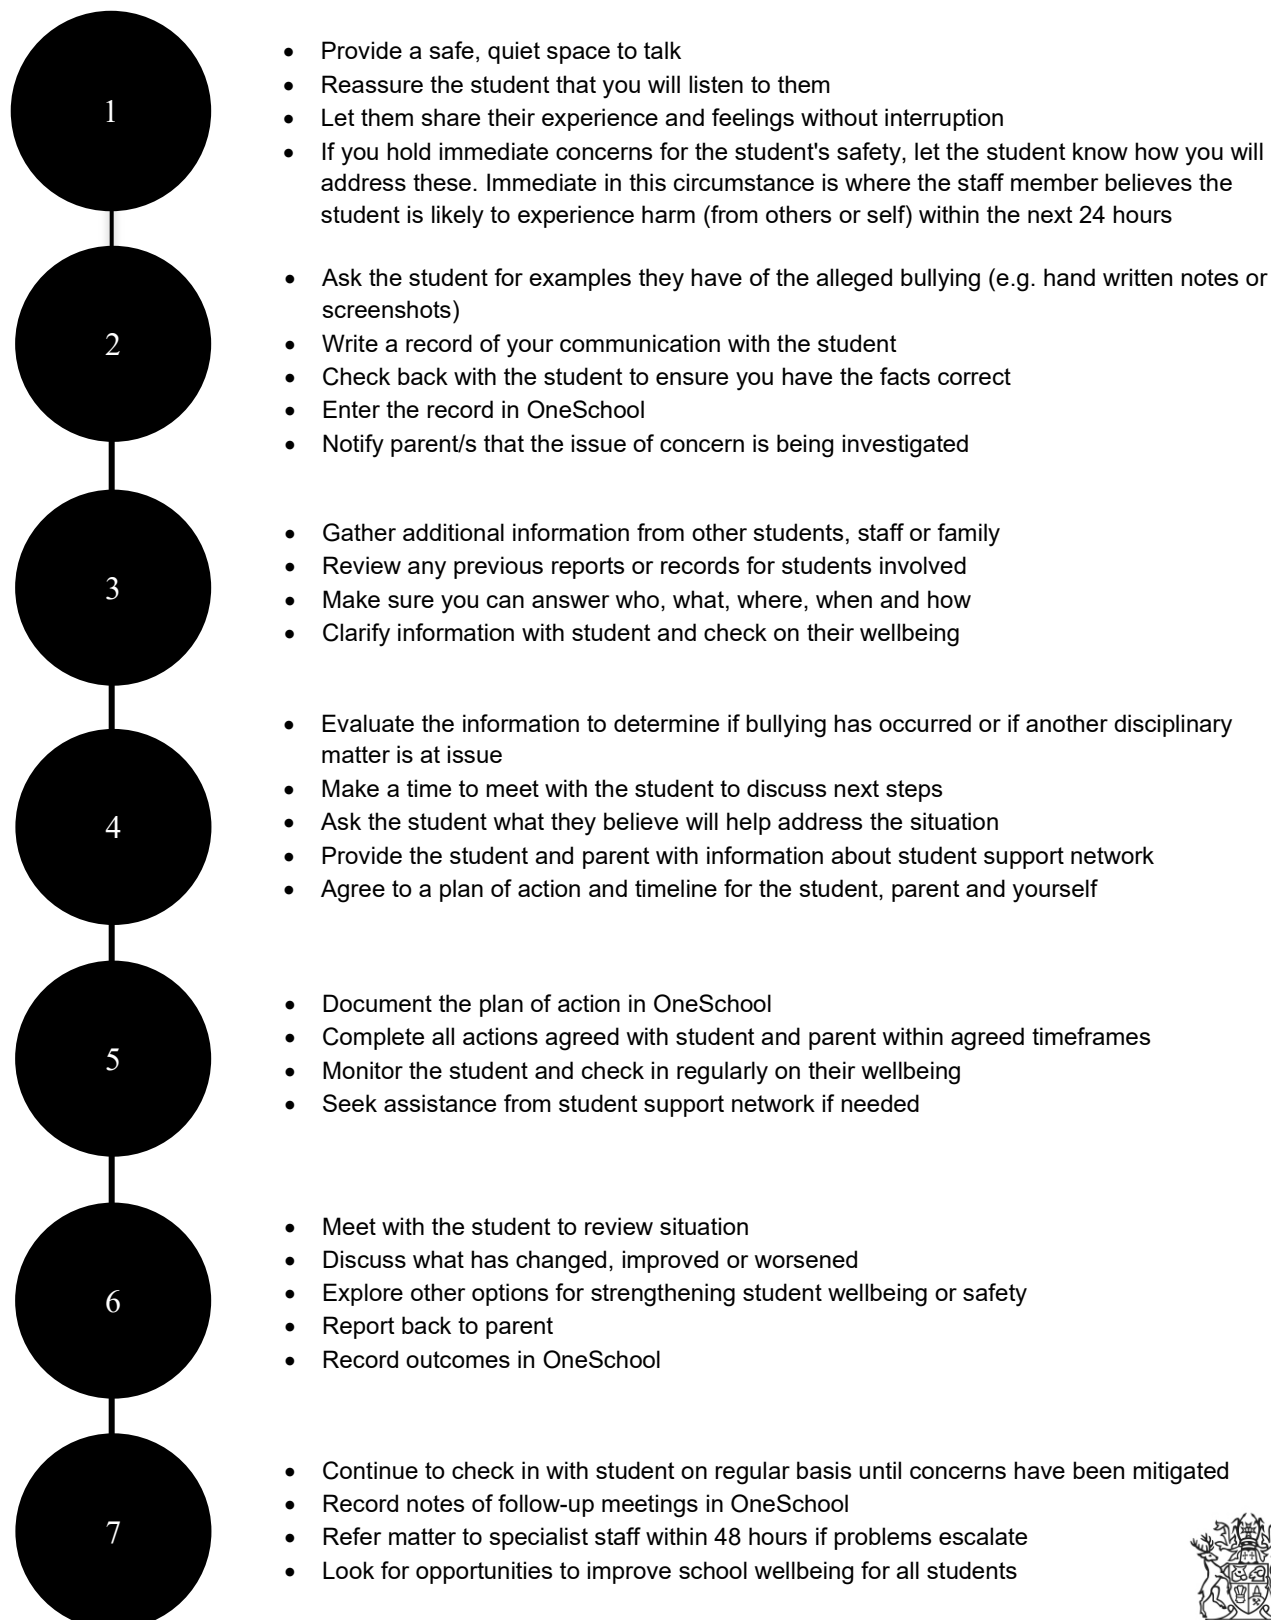 1
• Provide a safe, quiet space to talk
• Reassure the student that you will listen to them
• Let them share their experience and feelings without interruption
• If you hold immediate concerns for the student's safety, let the student know how you will
address these. Immediate in this circumstance is where the staff member believes the
student is likely to experience harm (from others or self) within the next 24 hours
2
• Ask the student for examples they have of the alleged bullying (e.g. hand written notes or
screenshots)
• Write a record of your communication with the student
• Check back with the student to ensure you have the facts correct
• Enter the record in OneSchool
• Notify parent/s that the issue of concern is being investigated
3
• Gather additional information from other students, staff or family
• Review any previous reports or records for students involved
• Make sure you can answer who, what, where, when and how
• Clarify information with student and check on their wellbeing
4
• Evaluate the information to determine if bullying has occurred or if another disciplinary
matter is at issue
• Make a time to meet with the student to discuss next steps
• Ask the student what they believe will help address the situation
• Provide the student and parent with information about student support network
• Agree to a plan of action and timeline for the student, parent and yourself
5
• Document the plan of action in OneSchool
• Complete all actions agreed with student and parent within agreed timeframes
• Monitor the student and check in regularly on their wellbeing
• Seek assistance from student support network if needed
6
• Meet with the student to review situation
• Discuss what has changed, improved or worsened
• Explore other options for strengthening student wellbeing or safety
• Report back to parent
• Record outcomes in OneSchool
7
• Continue to check in with student on regular basis until concerns have been mitigated
• Record notes of follow-up meetings in OneSchool
• Refer matter to specialist staff within 48 hours if problems escalate
• Look for opportunities to improve school wellbeing for all students